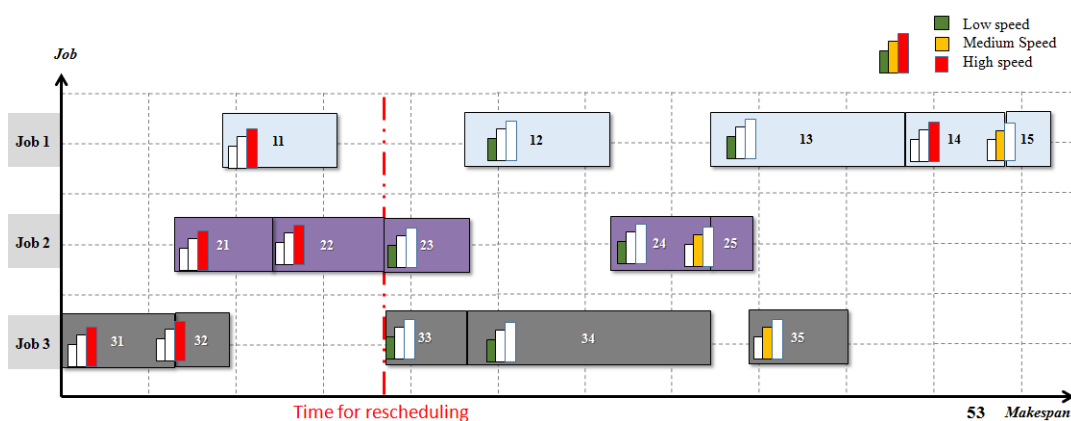 Low speed
Medium Speed
High speed
Job
Job 1
11
12
13
14
15
Job 2
21
22
23
24
25
Job 3
31
32
33
34
35
Time for rescheduling
53
Makespan